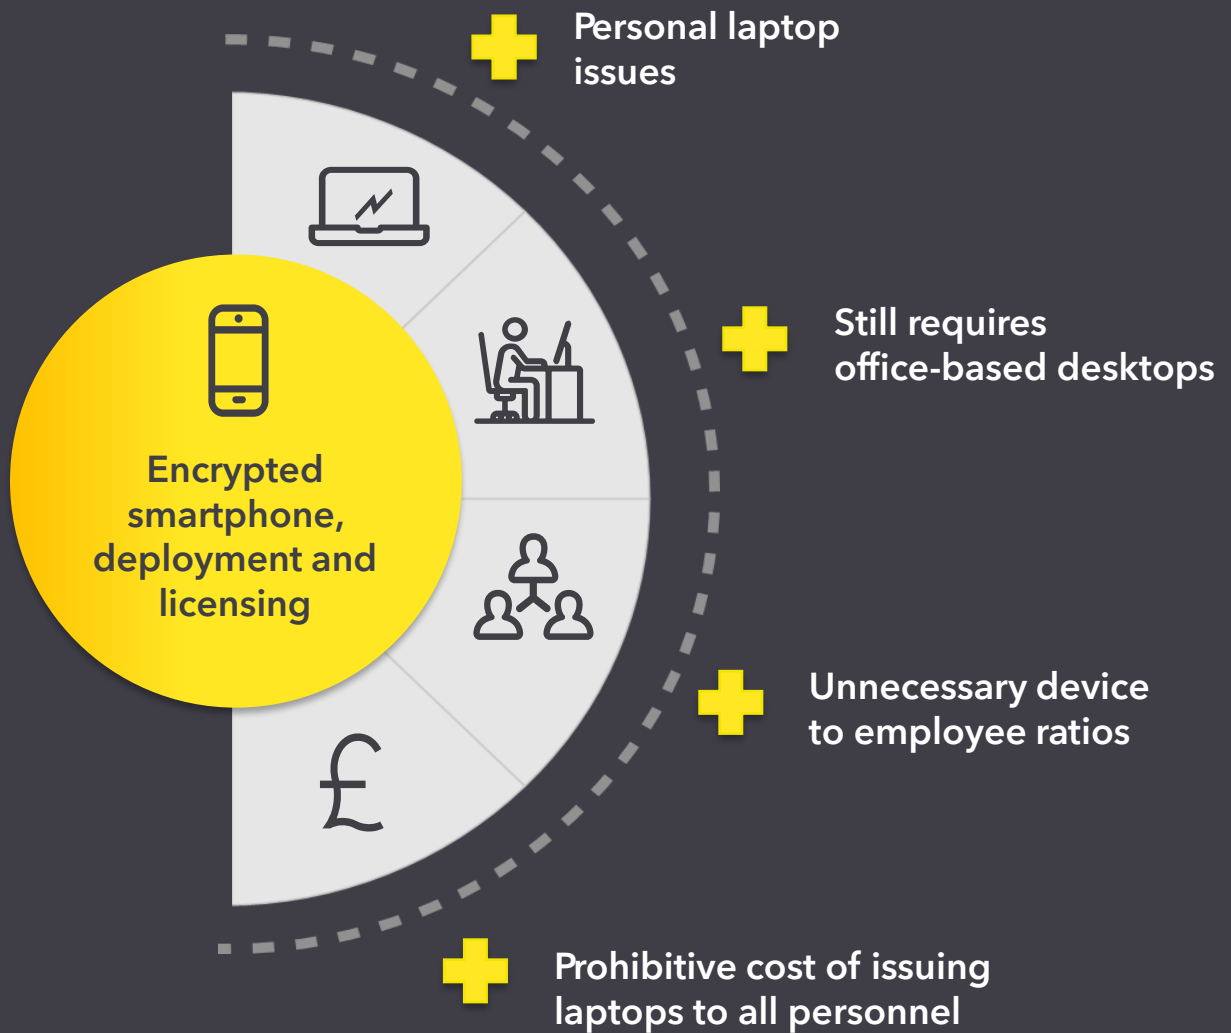 Personal laptop
issues
Still requires
office-based desktops
Encrypted
smartphone,
deployment and
licensing
Unnecessary device
to employee ratios
£
Prohibitive cost of issuing
laptops to all personnel